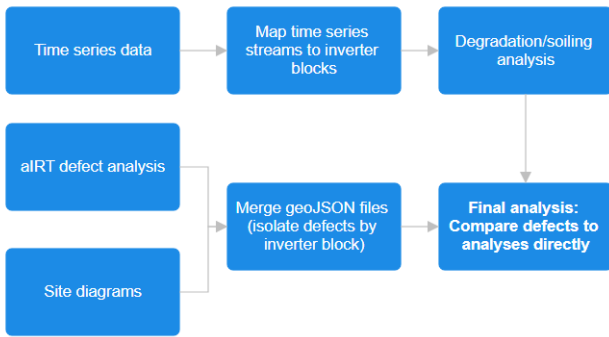 Time series data
Map time series
streams to inverter
blocks
Degradation/soiling
analysis
aIRT defect analysis
Merge geoJSON files
(isolate defects by
inverter block)
Final analysis:
Compare defects to
analyses directly
Site diagrams